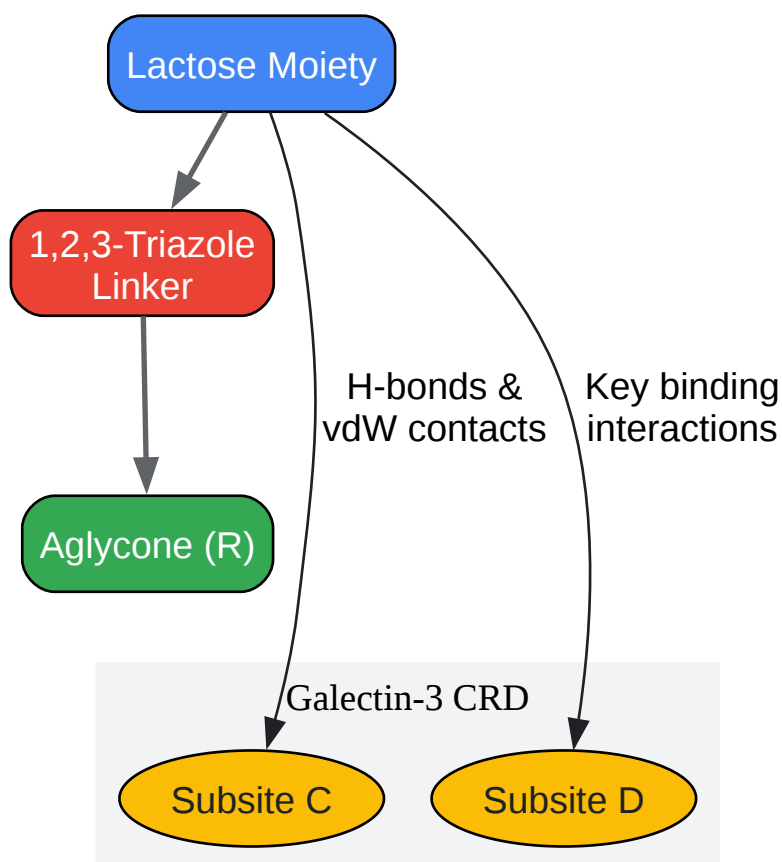 Lactose Moiety
1,2,3-Triazole
Linker
H-bonds &
vdW contacts
Key binding
interactions
Aglycone (R)
Galectin-3 CRD
Subsite C
Subsite D